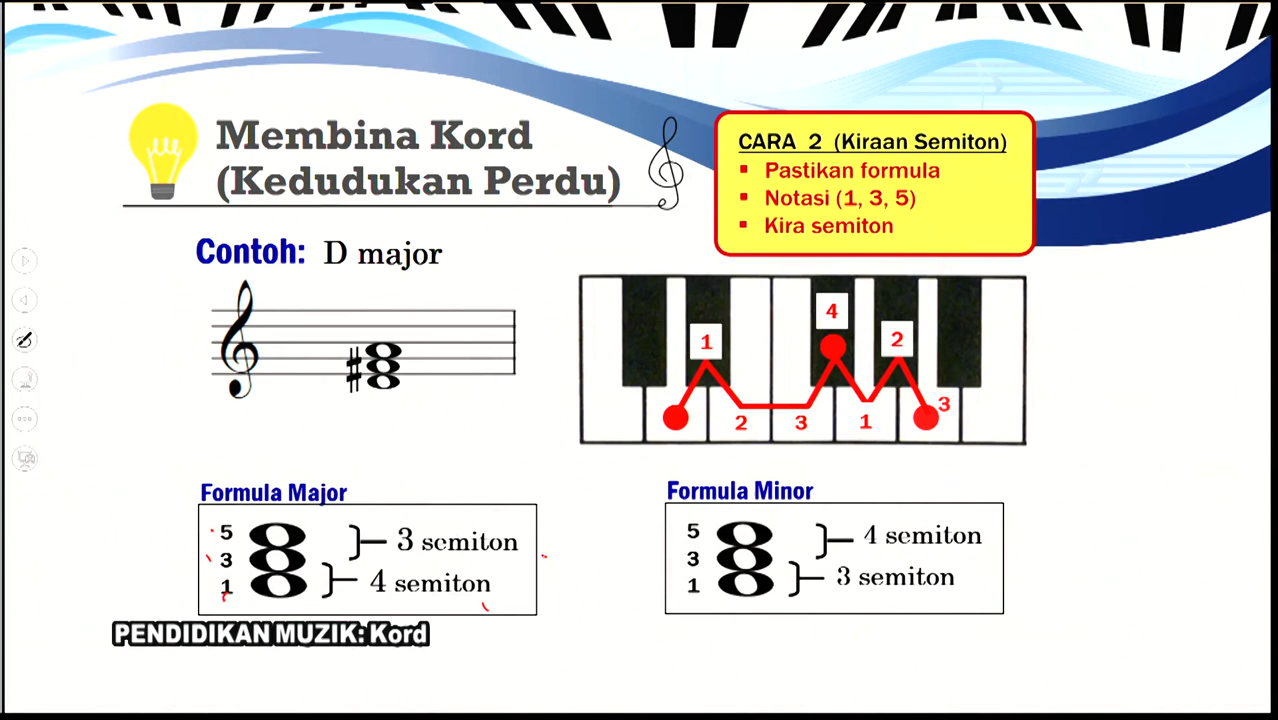 Membina Kord
(Kedudukan Perdu)
CARA 2 (Kiraan Semiton)
▪ Pastikan formula
▪ Notasi (1, 3, 5)
▪ Kira semiton
Contoh: D major
1
4
2
2
3
1
3
Formula Major
5
3 semiton
3
4 semiton
1
Formula Minor
5
4 semiton
3
3 semiton
1
PENDIDIKAN MUZIK: Kord